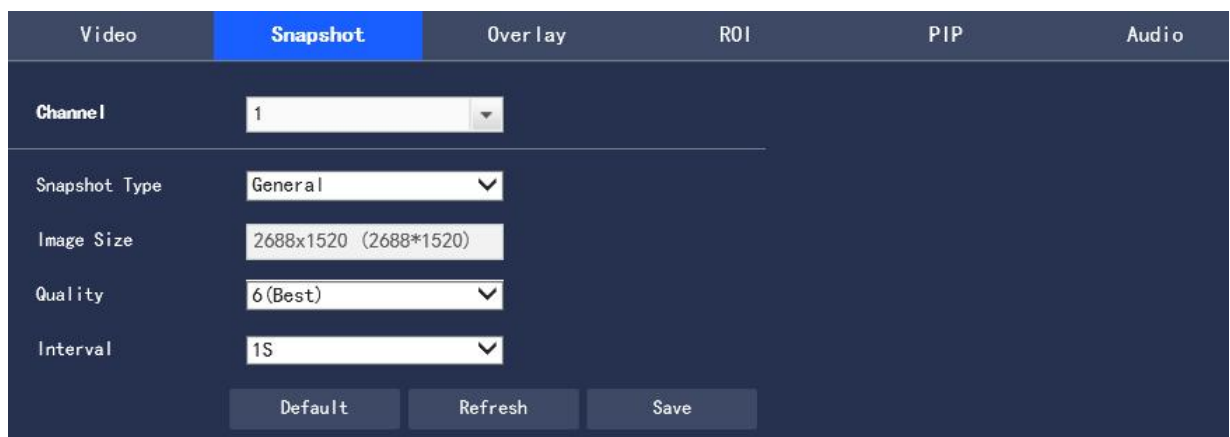 Video Snapshot Overlay ROI PIP Audio
Channel 1
Snapshot Type General
Image Size 2688x1520 (2688*1520)
Quality 6(Best)
Interval 1S
Default Refresh Save